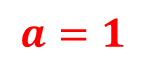 a = 1